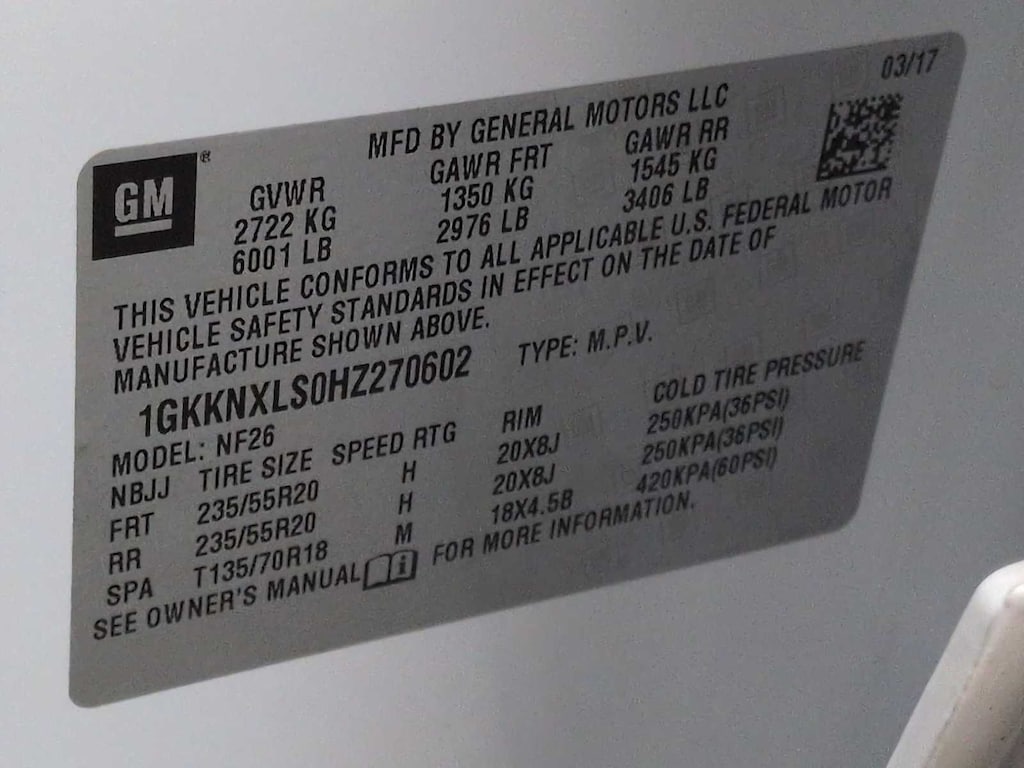 03/17
MFD BY GENERAL MOTORS LLC
GM®
GVWR GAWR FRT GAWR RR
2722 KG 1350 KG 1545 KG
6001 LB 2976 LB 3406 LB
THIS VEHICLE CONFORMS TO ALL APPLICABLE U.S. FEDERAL MOTOR
VEHICLE SAFETY STANDARDS IN EFFECT ON THE DATE OF
MANUFACTURE SHOWN ABOVE.
1GKKNXLS0HZ270602 TYPE: M.P.V.
MODEL: NF26
NBJJ TIRE SIZE SPEED RTG RIM COLD TIRE PRESSURE
FRT 235/55R20 H 20X8J 250KPA(36PSI)
RR 235/55R20 H 20X8J 250KPA(36PSI)
SPA T135/70R18 M 18X4.5B 420KPA(60PSI)
SEE OWNER'S MANUAL i FOR MORE INFORMATION.